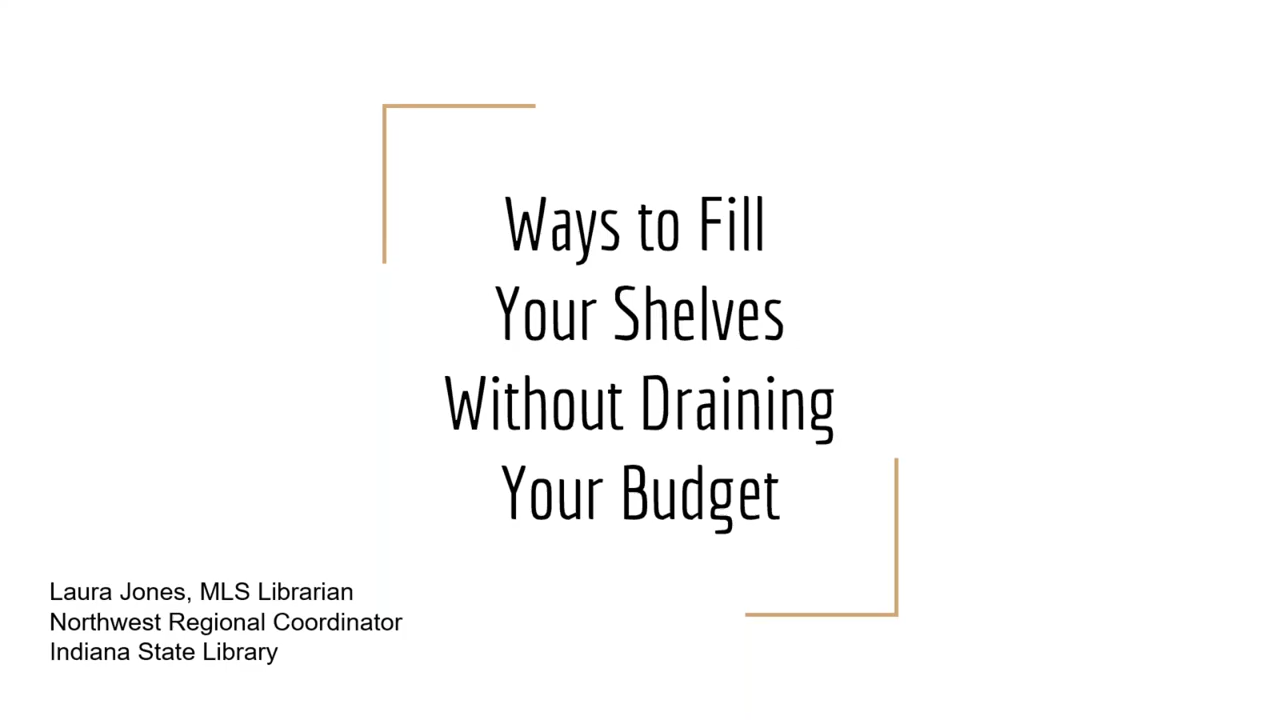 Ways to Fill
Your Shelves
Without Draining
Your Budget
Laura Jones, MLS Librarian
Northwest Regional Coordinator
Indiana State Library